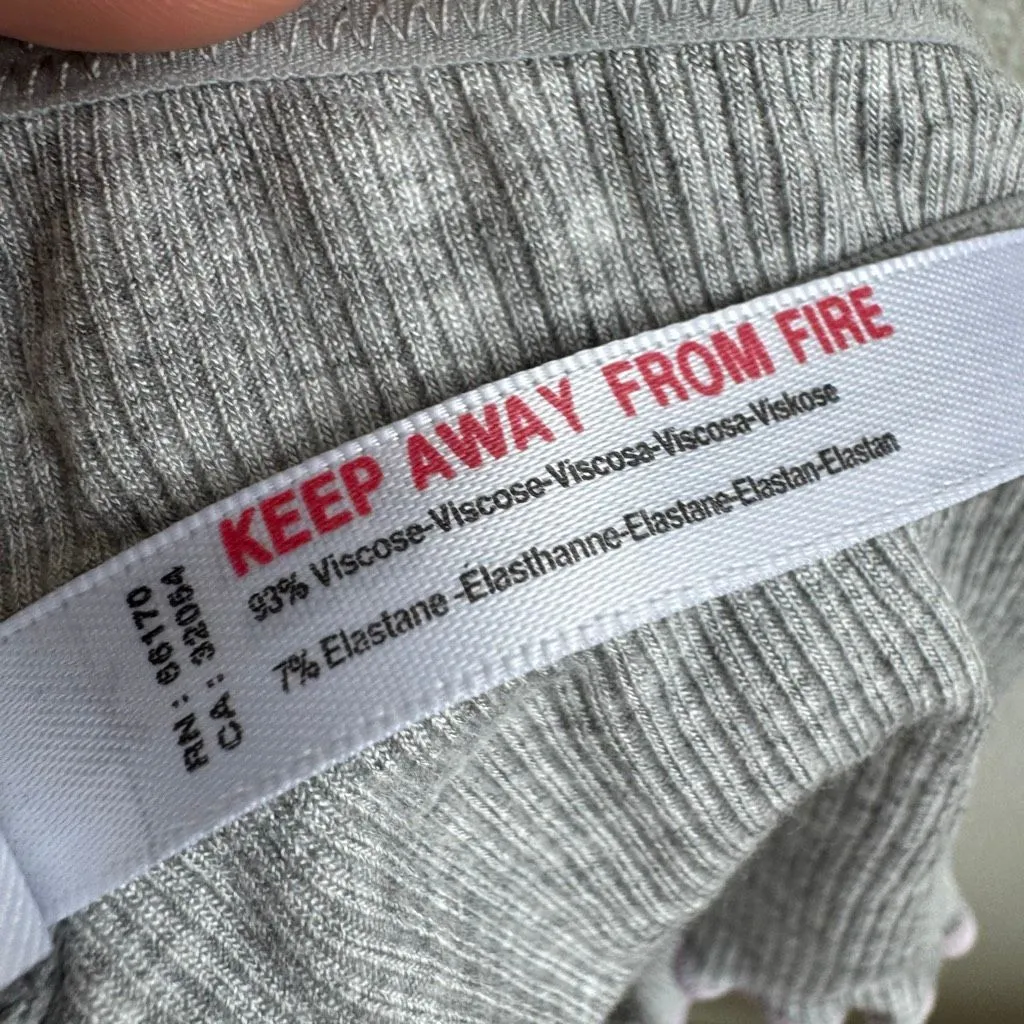 KEEP AWAY FROM FIRE
93% Viscose-Viscose-Viscosa-Viscosa-Viskose
7% Elastane -Élasthanne-Elastane-Elastan-Elastan
RN : 66170
CA : 32054